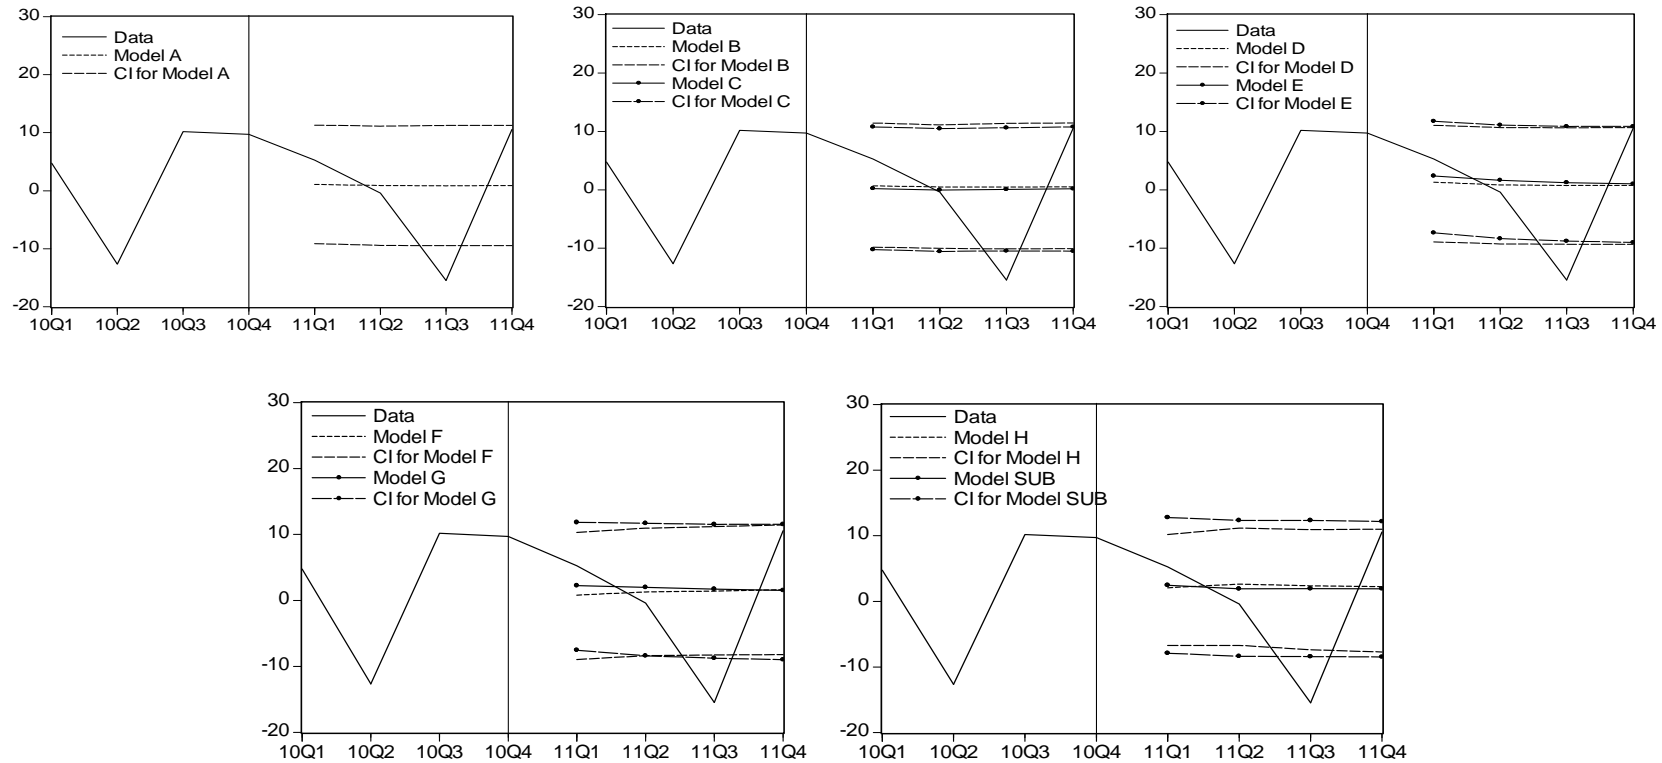 30
20
10
0
-10
-20
Data
Model A
CI for Model A
10Q1 10Q2 10Q3 10Q4 11Q1 11Q2 11Q3 11Q4
30
20
10
0
-10
-20
Data
Model B
CI for Model B
Model C
CI for Model C
10Q1 10Q2 10Q3 10Q4 11Q1 11Q2 11Q3 11Q4
30
20
10
0
-10
-20
Data
Model D
CI for Model D
Model E
CI for Model E
10Q1 10Q2 10Q3 10Q4 11Q1 11Q2 11Q3 11Q4
30
20
10
0
-10
-20
Data
Model F
CI for Model F
Model G
CI for Model G
10Q1 10Q2 10Q3 10Q4 11Q1 11Q2 11Q3 11Q4
30
20
10
0
-10
-20
Data
Model H
CI for Model H
Model SUB
CI for Model SUB
10Q1 10Q2 10Q3 10Q4 11Q1 11Q2 11Q3 11Q4